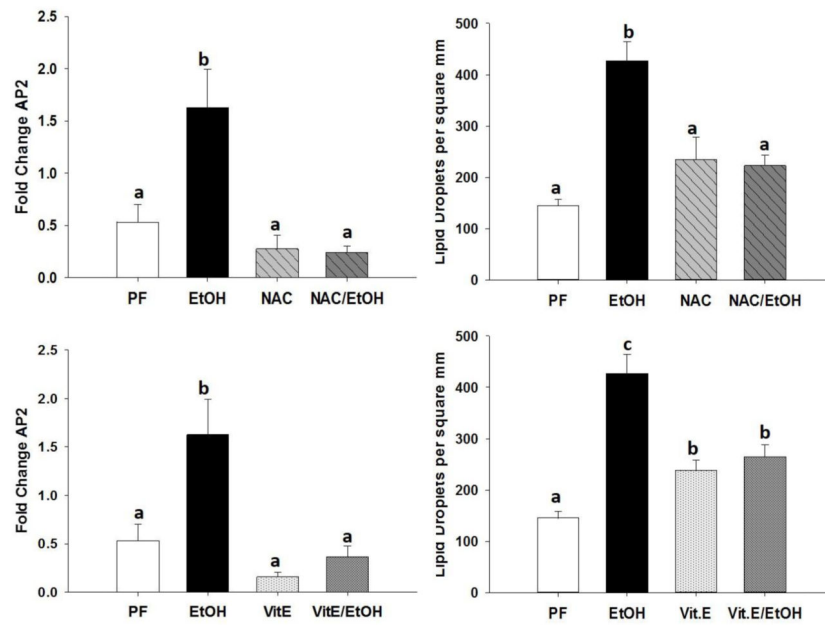 Fold Change AP2
2.5
2.0
1.5
1.0
0.5
0.0
a
b
a
a
PF
EtOH
NAC
NAC/EtOH
Lipid Droplets per square mm
500
400
300
200
100
0
a
b
a
a
PF
EtOH
NAC
NAC/EtOH
Fold Change AP2
2.5
2.0
1.5
1.0
0.5
0.0
a
b
a
a
PF
EtOH
VitE
VitE/EtOH
Lipid Droplets per square mm
500
400
300
200
100
0
a
c
b
b
PF
EtOH
Vit.E
Vit.E/EtOH